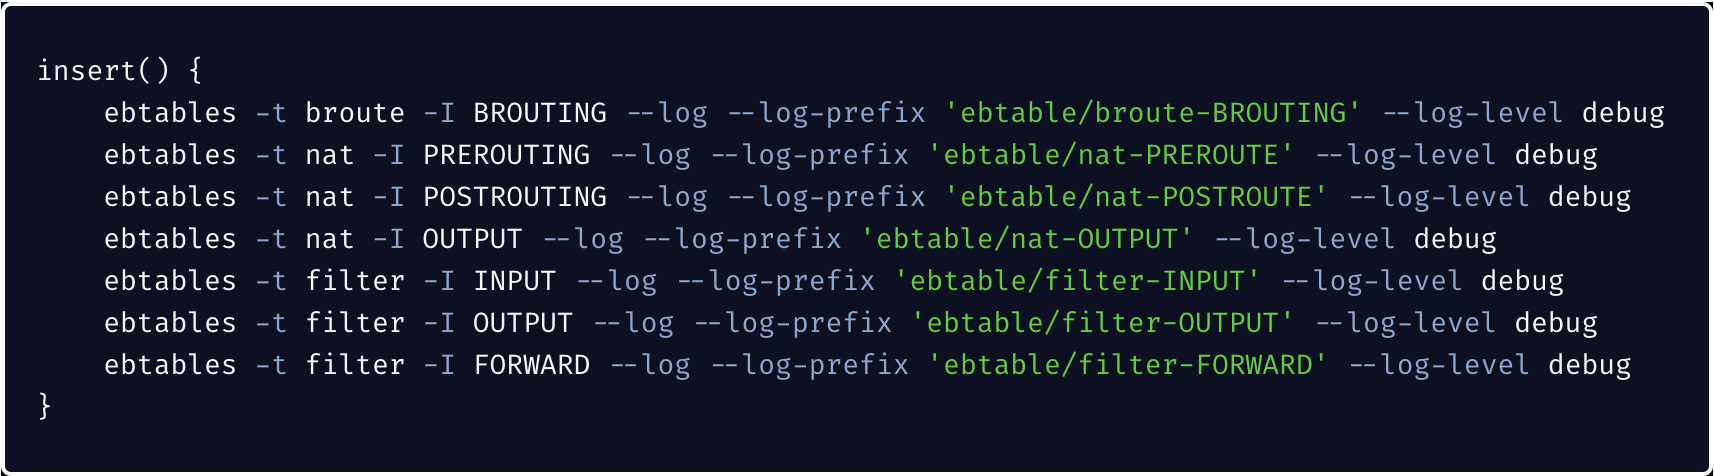 insert() {
    ebtables -t broute -I BROUTING --log --log-prefix 'ebtable/broute-BROUTING' --log-level debug
    ebtables -t nat -I PREROUTING --log --log-prefix 'ebtable/nat-PREROUTE' --log-level debug
    ebtables -t nat -I POSTROUTING --log --log-prefix 'ebtable/nat-POSTROUTE' --log-level debug
    ebtables -t nat -I OUTPUT --log --log-prefix 'ebtable/nat-OUTPUT' --log-level debug
    ebtables -t filter -I INPUT --log --log-prefix 'ebtable/filter-INPUT' --log-level debug
    ebtables -t filter -I OUTPUT --log --log-prefix 'ebtable/filter-OUTPUT' --log-level debug
    ebtables -t filter -I FORWARD --log --log-prefix 'ebtable/filter-FORWARD' --log-level debug
}